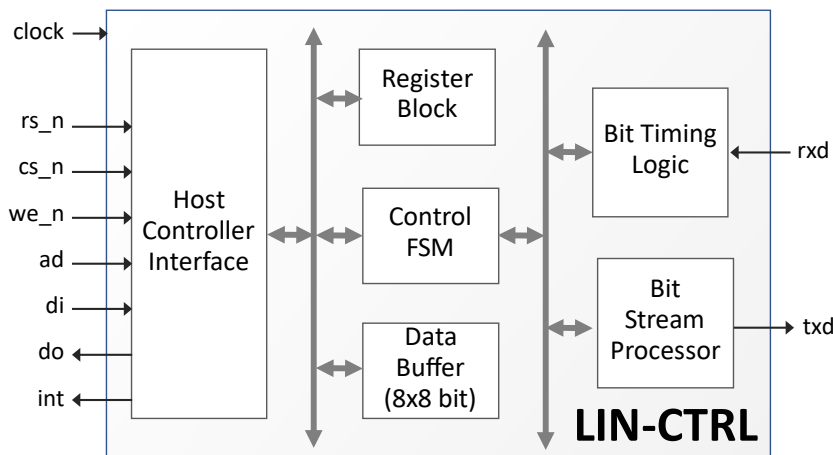 clock
rs_n
cs_n
we_n
ad
di
do
int
Host
Controller
Interface
Register
Block
Control
FSM
Data
Buffer
(8x8 bit)
Bit Timing
Logic
Bit
Stream
Processor
rxd
txd
LIN-CTRL